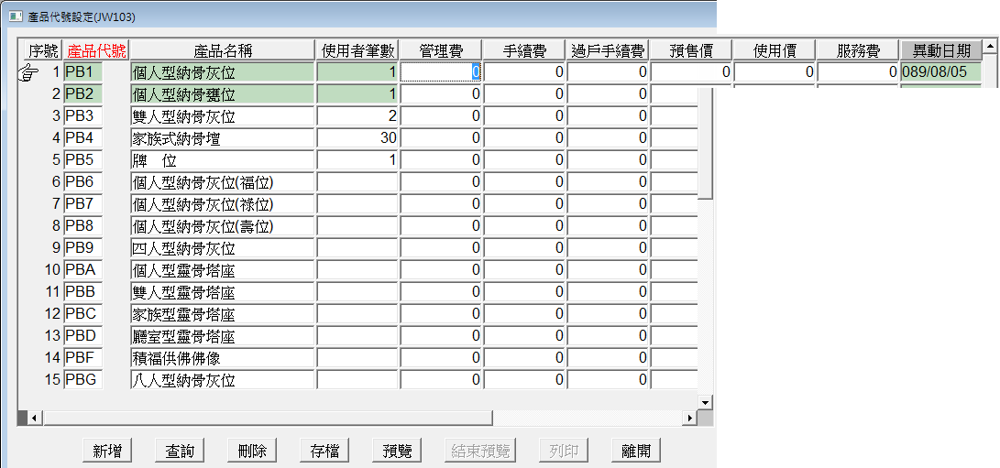 產品代號設定(JW103)
序號 產品代號 產品名稱 使用者筆數 管理費 手續費 過戶手續費 預售價 使用價 服務費 異動日期
1 PB1 個人型納骨灰位 1 0 0 0 0 0 0 089/08/05
2 PB2 個人型納骨甕位 1 0 0 0
3 PB3 雙人型納骨灰位 2 0 0 0
4 PB4 家族式納骨壇 30 0 0 0
5 PB5 牌　位 1 0 0 0
6 PB6 個人型納骨灰位(福位) 0 0 0
7 PB7 個人型納骨灰位(祿位) 0 0 0
8 PB8 個人型納骨灰位(壽位) 0 0 0
9 PB9 四人型納骨灰位 0 0 0
10 PBA 個人型靈骨塔座 0 0 0
11 PBB 雙人型靈骨塔座 0 0 0
12 PBC 家族型靈骨塔座 0 0 0
13 PBD 廳室型靈骨塔座 0 0 0
14 PBF 積福供佛佛像 0 0 0
15 PBG 八人型納骨灰位 0 0 0
新增 查詢 刪除 存檔 預覽 結束預覽 列印 離開